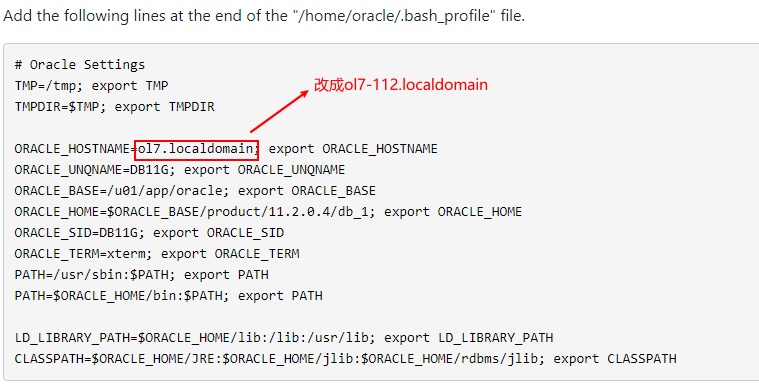 Add the following lines at the end of the "/home/oracle/.bash_profile" file.
# Oracle Settings
TMP=/tmp; export TMP
改成ol7-112.localdomain
TMPDIR=$TMP; export TMPDIR
ORACLE_HOSTNAME=ol7.localdomain; export ORACLE_HOSTNAME
ORACLE_UNQNAME=DB11G; export ORACLE_UNQNAME
ORACLE_BASE=/u01/app/oracle; export ORACLE_BASE
ORACLE_HOME=$ORACLE_BASE/product/11.2.0.4/db_1; export ORACLE_HOME
ORACLE_SID=DB11G; export ORACLE_SID
ORACLE_TERM=xterm; export ORACLE_TERM
PATH=/usr/sbin:$PATH; export PATH
PATH=$ORACLE_HOME/bin:$PATH; export PATH
LD_LIBRARY_PATH=$ORACLE_HOME/lib:/lib:/usr/lib; export LD_LIBRARY_PATH
CLASSPATH=$ORACLE_HOME/JRE:$ORACLE_HOME/jlib:$ORACLE_HOME/rdbms/jlib; export CLASSPATH